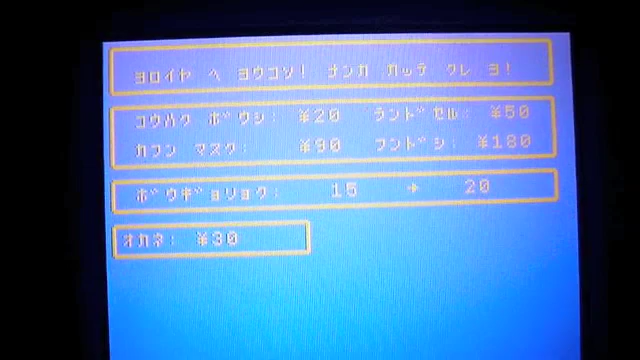 ヨロイヤ ヘ ヨウコソ! ナンカ カッテ クレ ヨ!
コウハク ボウシ: ¥20 ランドセル: ¥50
カフン マスク: ¥90 フンドシ: ¥180
ボウギョリョク: 15 → 20
オカネ: ¥30